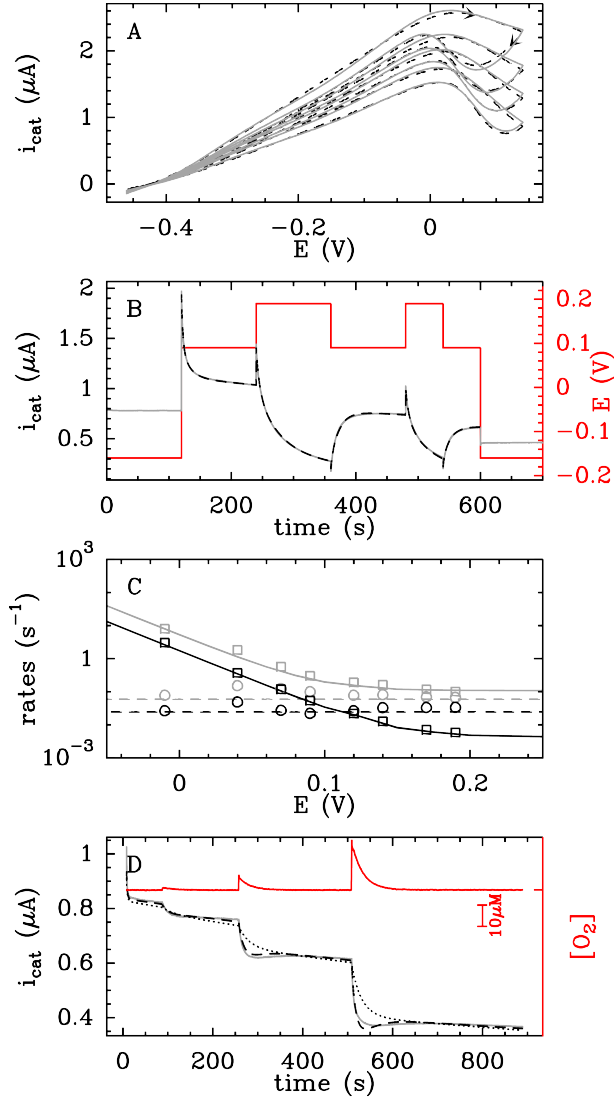 A
2
1
0
i_cat (μA)
−0.4
−0.2
0
E (V)
B
2
1.5
1
0.5
i_cat (μA)
0.2
0.1
0
−0.1
−0.2
E (V)
0
200
400
600
time (s)
C
10^3
1
10^−3
rates (s^−1)
0
0.1
0.2
E (V)
D
1
0.8
0.6
0.4
i_cat (μA)
10μM
[O_2]
0
200
400
600
800
time (s)